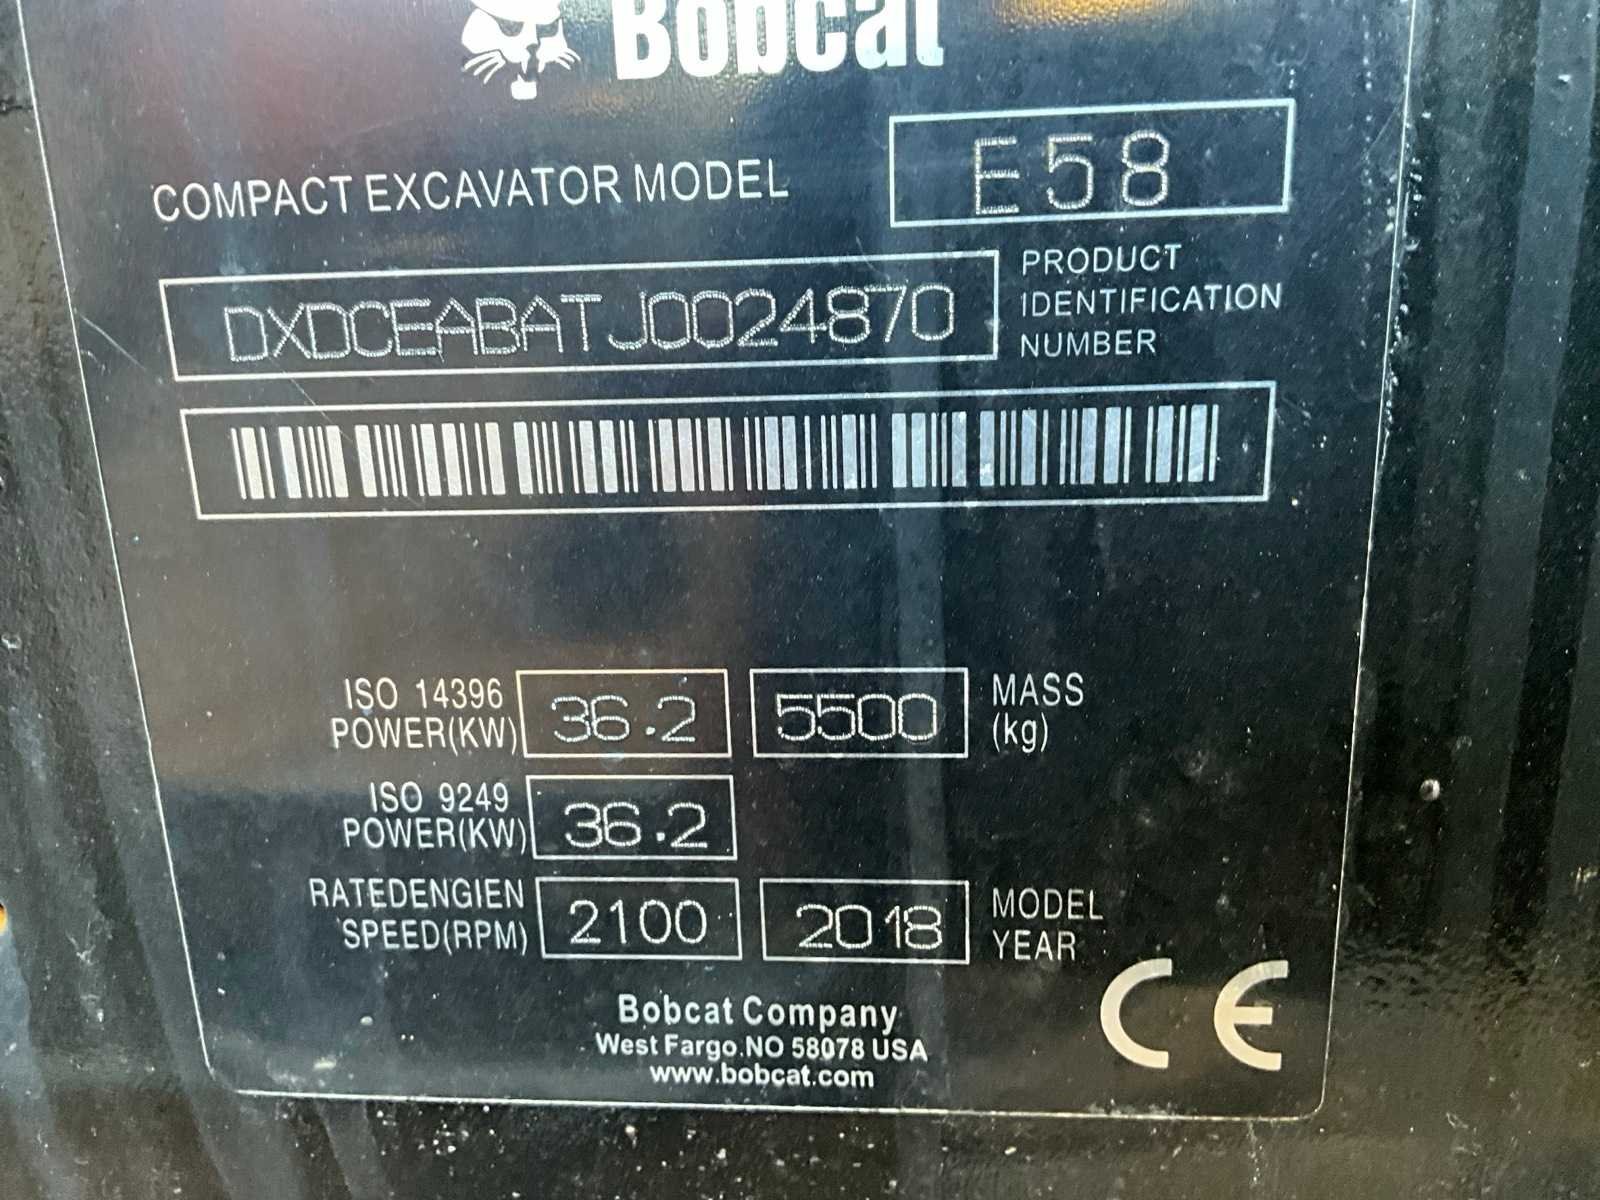 Bobcat
COMPACT EXCAVATOR MODEL E58
DXDCEABATJ0024870 PRODUCT
IDENTIFICATION
NUMBER
ISO 14396
POWER(KW) 36.2 5500 MASS
(kg)
ISO 9249
POWER(KW) 36.2
RATEDENGIEN
SPEED(RPM) 2100 2018 MODEL
YEAR
CE
Bobcat Company
West Fargo.NO 58078 USA
www.bobcat.com